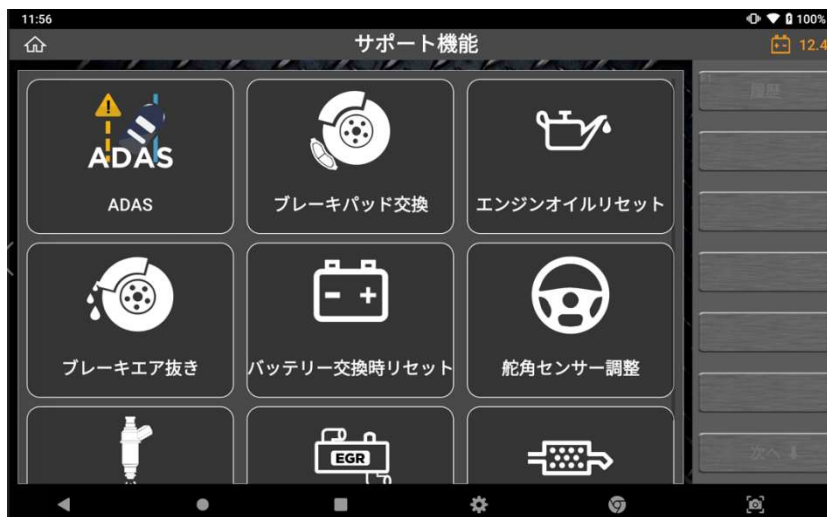 11:56
100%
サポート機能
12.4
ADAS
ADAS
ブレーキパッド交換
エンジンオイルリセット
F1
履歴
ブレーキエア抜き
バッテリー交換時リセット
舵角センサー調整
EGR
次へ